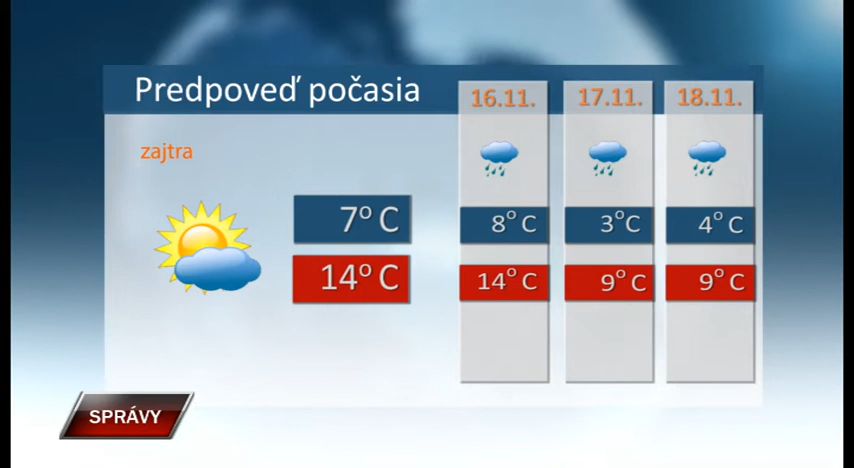 Predpoveď počasia
zajtra
7° C
14° C
16.11.
8° C
14° C
17.11.
3°C
9° C
18.11.
4° C
9° C
SPRÁVY